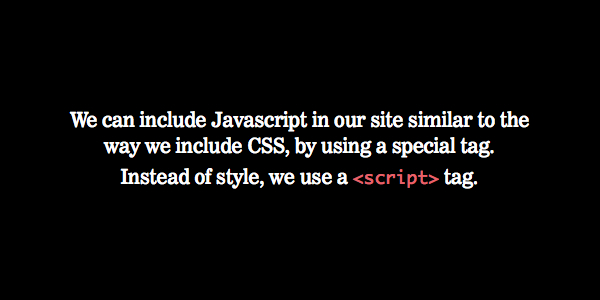 We can include Javascript in our site similar to the
way we include CSS, by using a special tag.
Instead of style, we use a <script> tag.